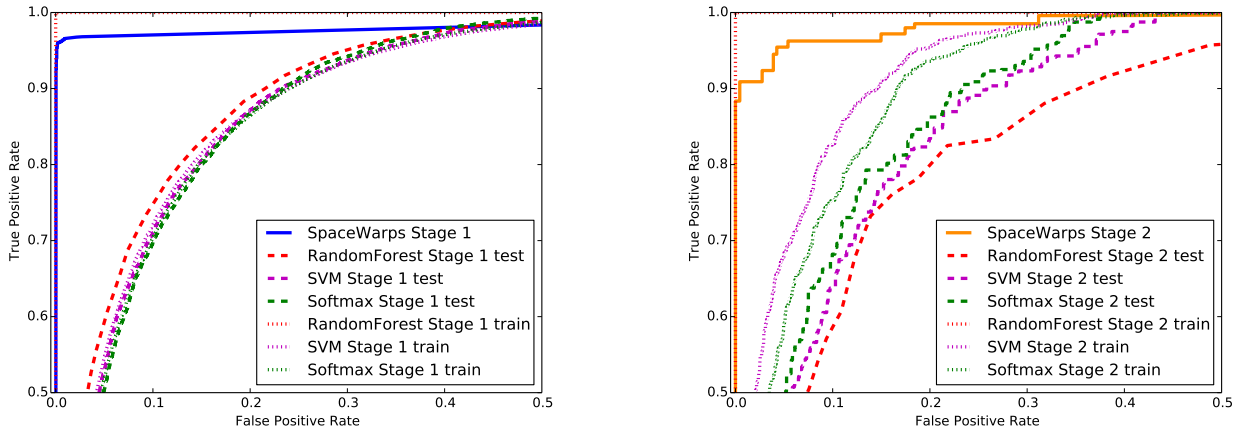 1.0
0.9
0.8
0.7
0.6
0.5
True Positive Rate
0.0 0.1 0.2 0.3 0.4 0.5
False Positive Rate
SpaceWarps Stage 1
RandomForest Stage 1 test
SVM Stage 1 test
Softmax Stage 1 test
RandomForest Stage 1 train
SVM Stage 1 train
Softmax Stage 1 train
1.0
0.9
0.8
0.7
0.6
0.5
True Positive Rate
0.0 0.1 0.2 0.3 0.4 0.5
False Positive Rate
SpaceWarps Stage 2
RandomForest Stage 2 test
SVM Stage 2 test
Softmax Stage 2 test
RandomForest Stage 2 train
SVM Stage 2 train
Softmax Stage 2 train